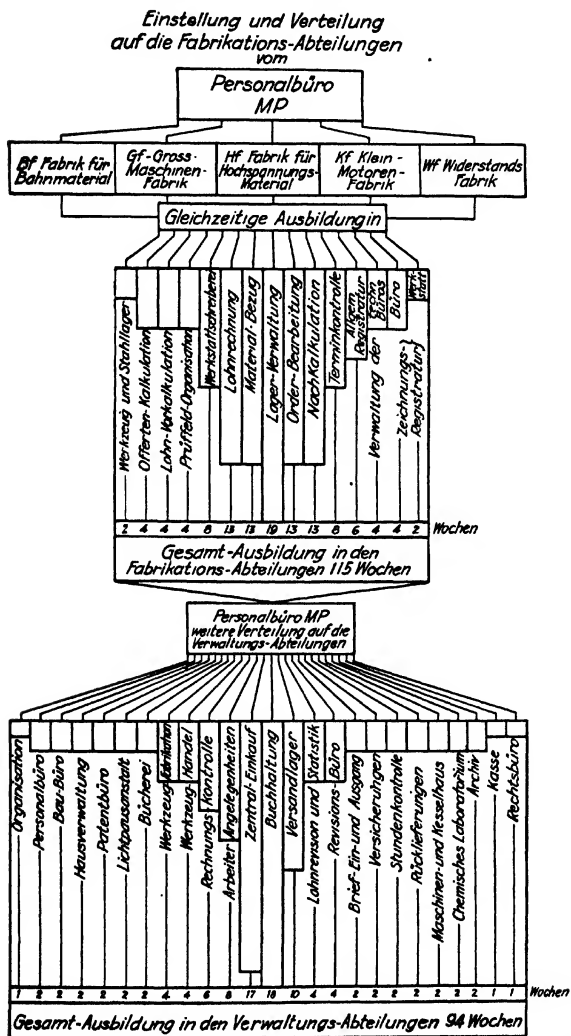 Einstellung und Verteilung
auf die Fabrikations-Abteilungen
vom
Personalbüro
MP
Bf Fabrik für
Bahnmaterial
Gf-Gross-
Maschinen-
Fabrik
Hf Fabrik für
Hochspannungs-
Material
Kf Klein-
Motoren-
Fabrik
Wf Widerstands
Fabrik
Gleichzeitige Ausbildung in
Werkzeug und Stahllager
Offerten-Kalkulation
Lohn-Vorkalkulation
Prüffeld-Organisation
Werkstattschreiberei
Lohnrechnung
Material-Bezug
Lager-Verwaltung
Order-Bearbeitung
Nachkalkulation
Terminkontrolle
Allgem.
Registratur
Verwaltung der
techn.
Büros
Zeichnungs-
Registratur
Büro
Werk-
statt
2 4 4 4 8 13 13 19 13 13 8 6 4 4 2 Wochen
Gesamt-Ausbildung in den
Fabrikations-Abteilungen 115 Wochen
Personalbüro MP
weitere Verteilung auf die
Verwaltungs-Abteilungen
Organisation
Personalbüro
Bau-Büro
Hausverwaltung
Patentbüro
Lichtpausanstalt
Bücherei
Werkzeug-Fabrikation
Werkzeug-Handel
Rechnungs-Kontrolle
Arbeiter Angelegenheiten
Zentral-Einkauf
Buchhaltung
Versandlager
Lohnrevision und Statistik
Revisions-Büro
Brief-Ein-und Ausgang
Versicherungen
Stundenkontrolle
Rücklieferungen
Maschinen-und Kesselhaus
Chemisches Laboratorium
Archiv
Kasse
Rechtsbüro
1 2 2 2 2 2 2 4 4 6 8 17 18 10 4 4 2 2 2 2 2 2 2 1 1 Wochen
Gesamt-Ausbildung in den Verwaltungs-Abteilungen 94 Wochen